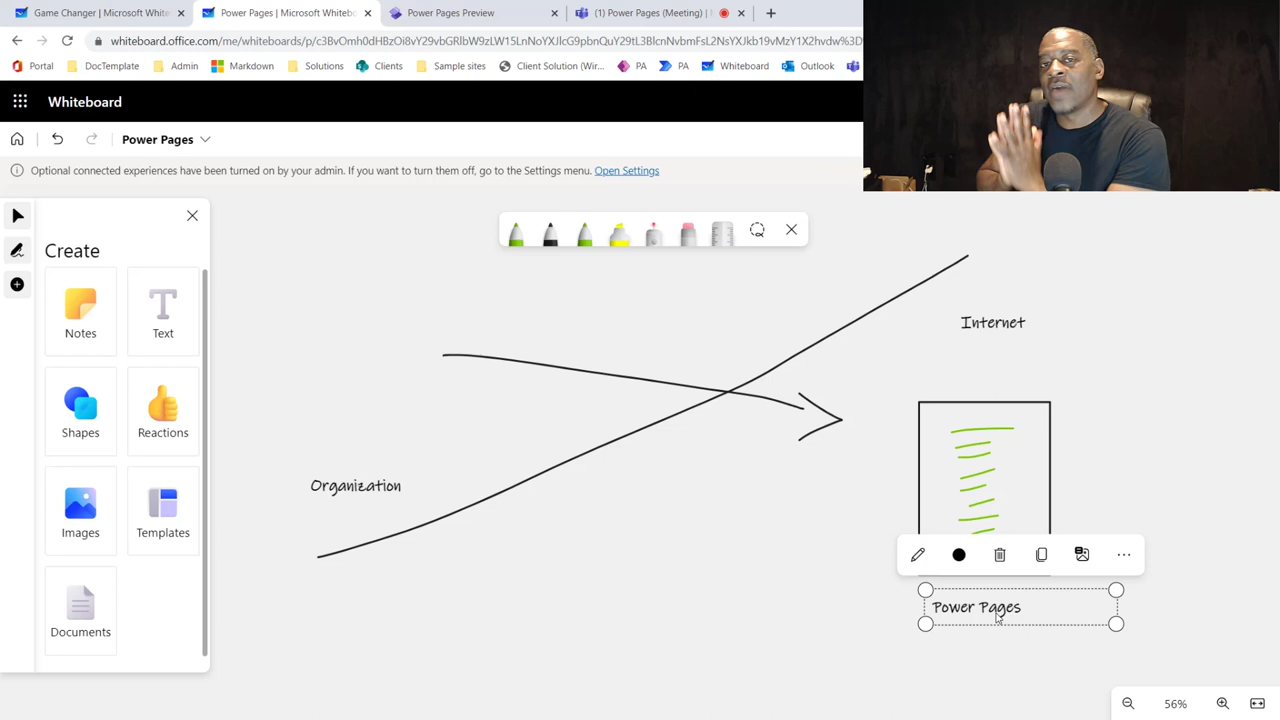 Game Changer | Microsoft White
Power Pages | Microsoft Whitebo
Power Pages Preview
(1) Power Pages (Meeting) |
whiteboard.office.com/me/whiteboards/p/
Portal
DocTemplate
Admin
Markdown
Solutions
Clients
Sample sites
Client Solution (Wir...
PA
PA
Whiteboard
Outlook
Whiteboard
Power Pages
Optional connected experiences have been turned on by your admin. If you want to turn them off, go to the Settings menu. Open Settings
Create
Notes
Text
Shapes
Reactions
Images
Templates
Documents
Internet
Organization
Power Pages
56%